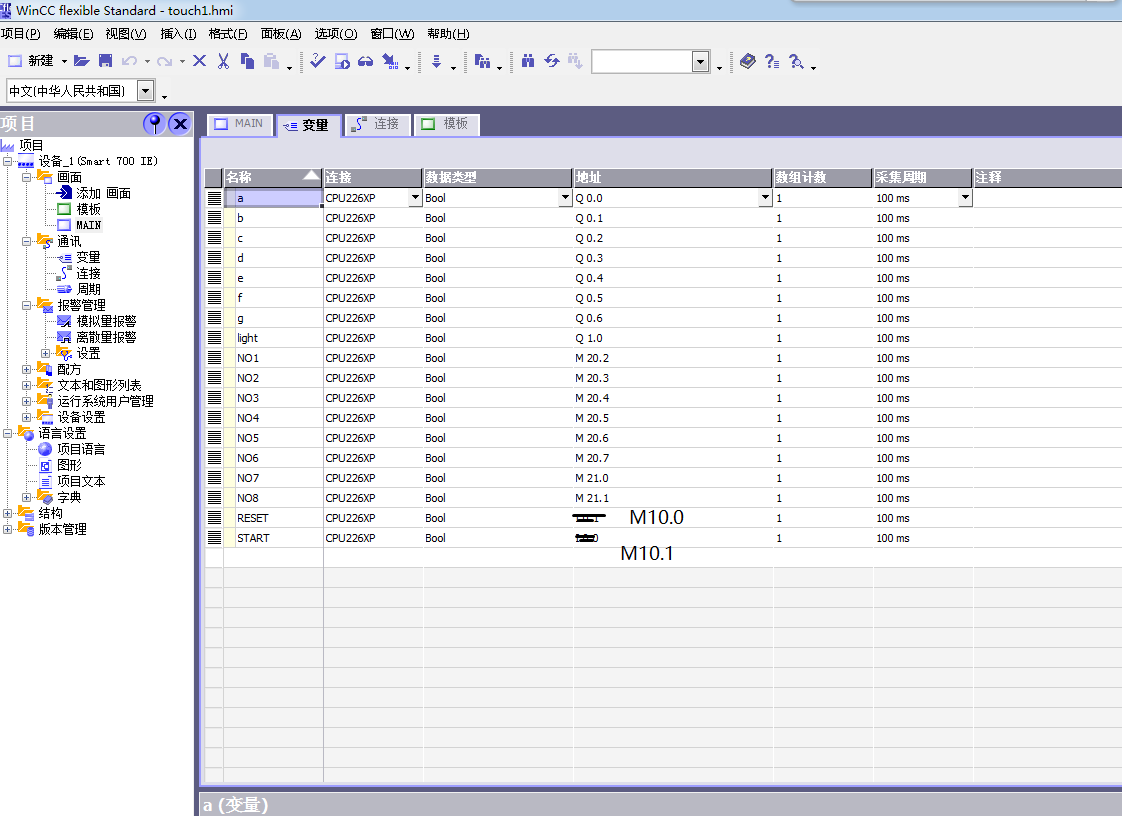 WinCC flexible Standard - touch1.hmi
项目(P) 编辑(E) 视图(V) 插入(I) 格式(F) 面板(A) 选项(O) 窗口(W) 帮助(H)
新建
中文(中华人民共和国)
项目
MAIN 变量 连接 模板
项目
设备_1(Smart 700 IE)
画面
添加 画面
模板
MAIN
通讯
变量
连接
周期
报警管理
模拟量报警
离散量报警
设置
配方
文本和图形列表
运行系统用户管理
设备设置
语言设置
项目语言
图形
项目文本
字典
结构
版本管理
名称 连接 数据类型 地址 数组计数 采集周期 注释
a CPU226XP Bool Q 0.0 1 100 ms
b CPU226XP Bool Q 0.1 1 100 ms
c CPU226XP Bool Q 0.2 1 100 ms
d CPU226XP Bool Q 0.3 1 100 ms
e CPU226XP Bool Q 0.4 1 100 ms
f CPU226XP Bool Q 0.5 1 100 ms
g CPU226XP Bool Q 0.6 1 100 ms
light CPU226XP Bool Q 1.0 1 100 ms
NO1 CPU226XP Bool M 20.2 1 100 ms
NO2 CPU226XP Bool M 20.3 1 100 ms
NO3 CPU226XP Bool M 20.4 1 100 ms
NO4 CPU226XP Bool M 20.5 1 100 ms
NO5 CPU226XP Bool M 20.6 1 100 ms
NO6 CPU226XP Bool M 20.7 1 100 ms
NO7 CPU226XP Bool M 21.0 1 100 ms
NO8 CPU226XP Bool M 21.1 1 100 ms
RESET CPU226XP Bool M10.0 1 100 ms
START CPU226XP Bool 1 100 ms
M10.1
a (变量)